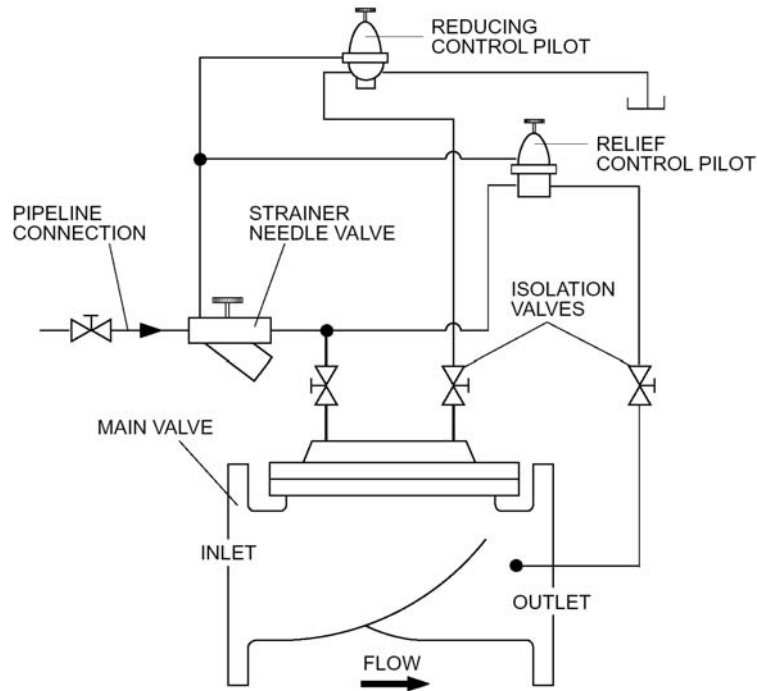 REDUCING
CONTROL PILOT
RELIEF
CONTROL PILOT
PIPELINE
CONNECTION
STRAINER
NEEDLE VALVE
ISOLATION
VALVES
MAIN VALVE
INLET
OUTLET
FLOW